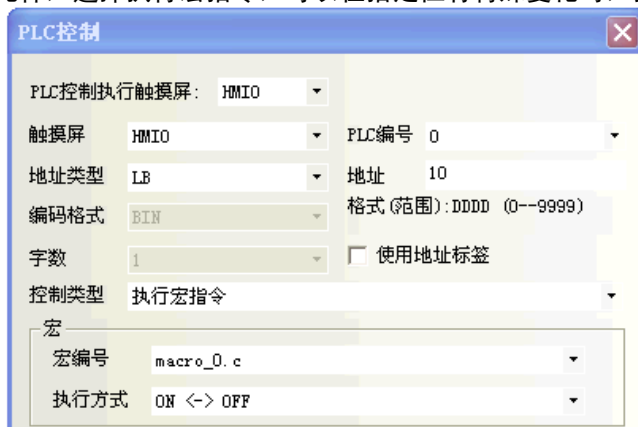 PLC控制
PLC控制执行触摸屏: HMI0
触摸屏 HMI0 PLC编号 0
地址类型 LB 地址 10
编码格式 BIN 格式(范围):DDDD (0--9999)
字数 1 使用地址标签
控制类型 执行宏指令
宏
宏编号 macro_0.c
执行方式 ON <-> OFF